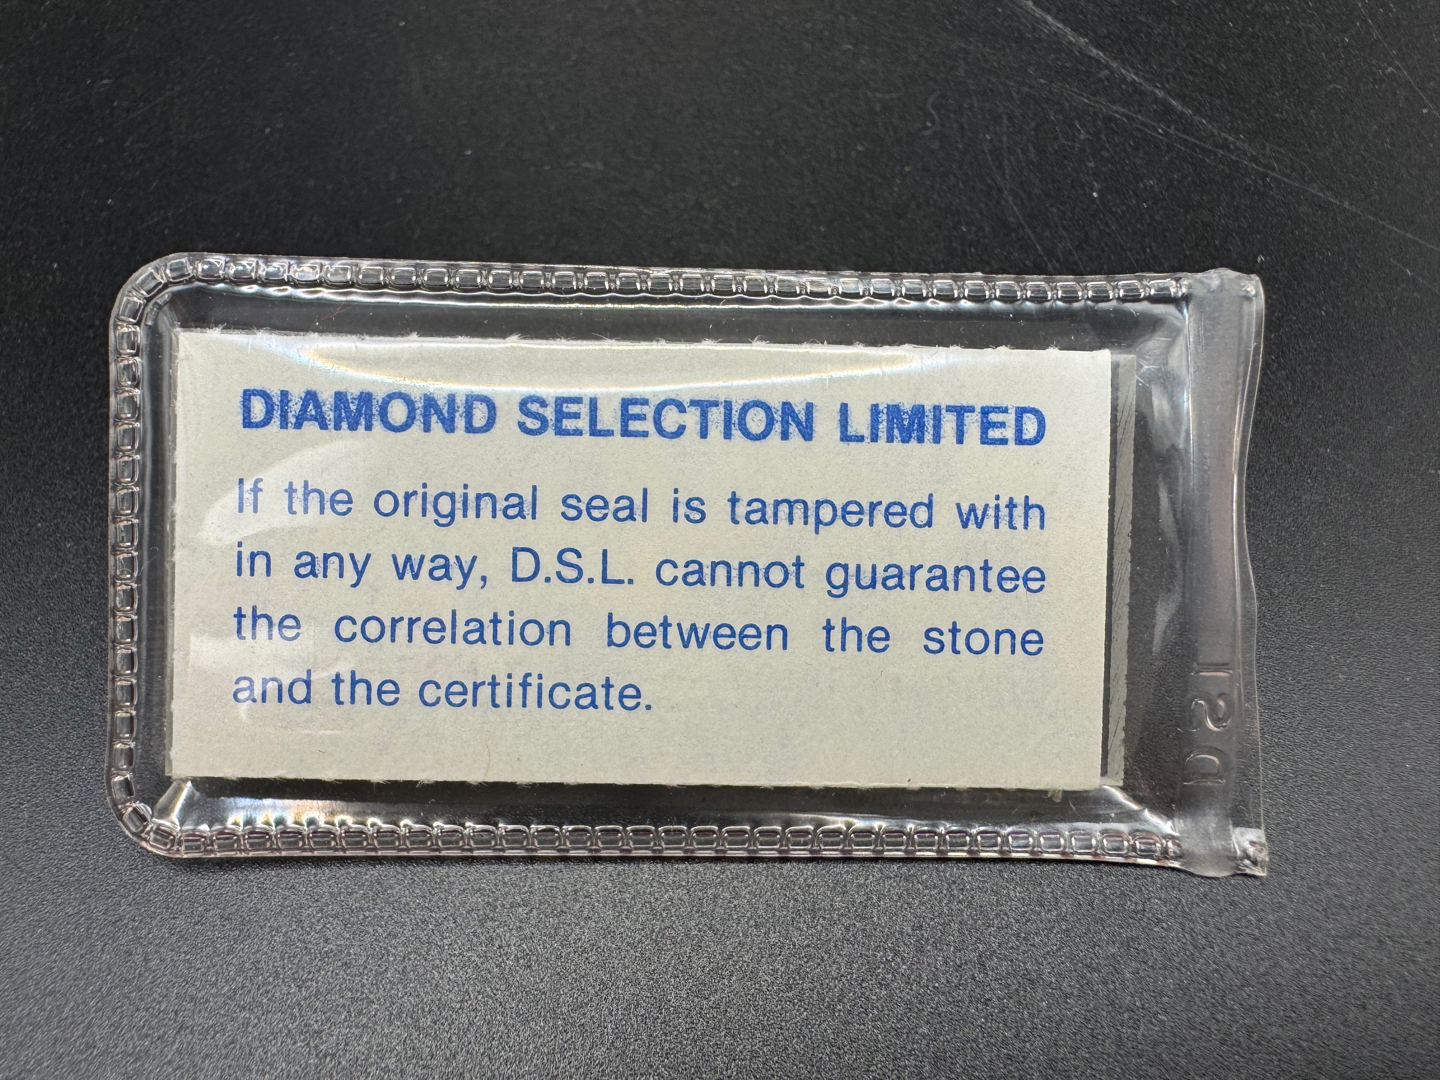 DIAMOND SELECTION LIMITED
If the original seal is tampered with
in any way, D.S.L. cannot guarantee
the correlation between the stone
and the certificate.
DSL